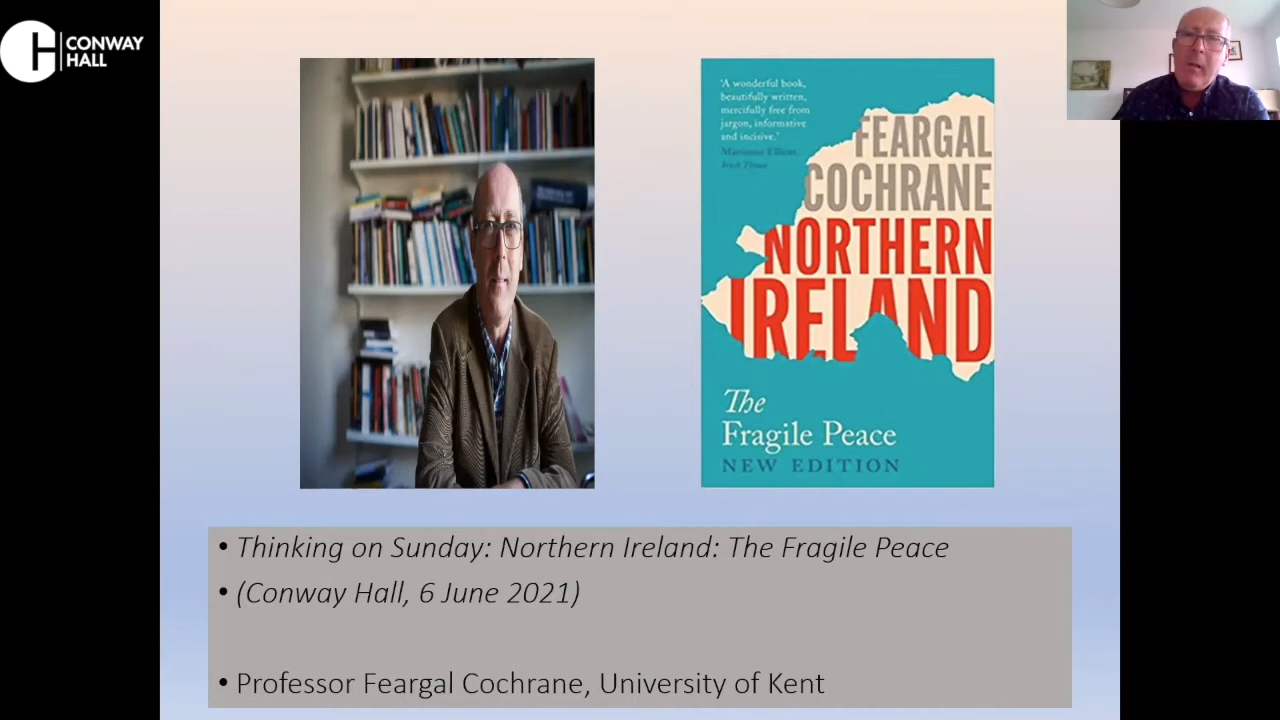 CONWAY
HALL
'A wonderful book,
beautifully written,
mercifully free from
jargon, informative
and incisive.'
Marianne Elliott,
Irish Times
FEARGAL
COCHRANE
NORTHERN
IRELAND
The
Fragile Peace
NEW EDITION
• Thinking on Sunday: Northern Ireland: The Fragile Peace
• (Conway Hall, 6 June 2021)
• Professor Feargal Cochrane, University of Kent